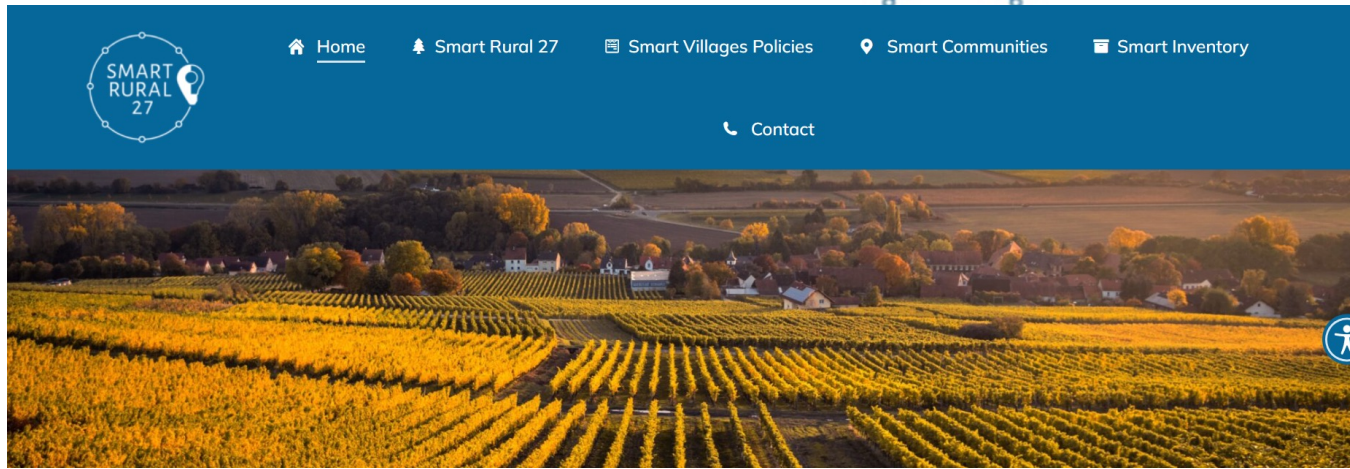 SMART
RURAL
27
Home
Smart Rural 27
Smart Villages Policies
Smart Communities
Smart Inventory
Contact